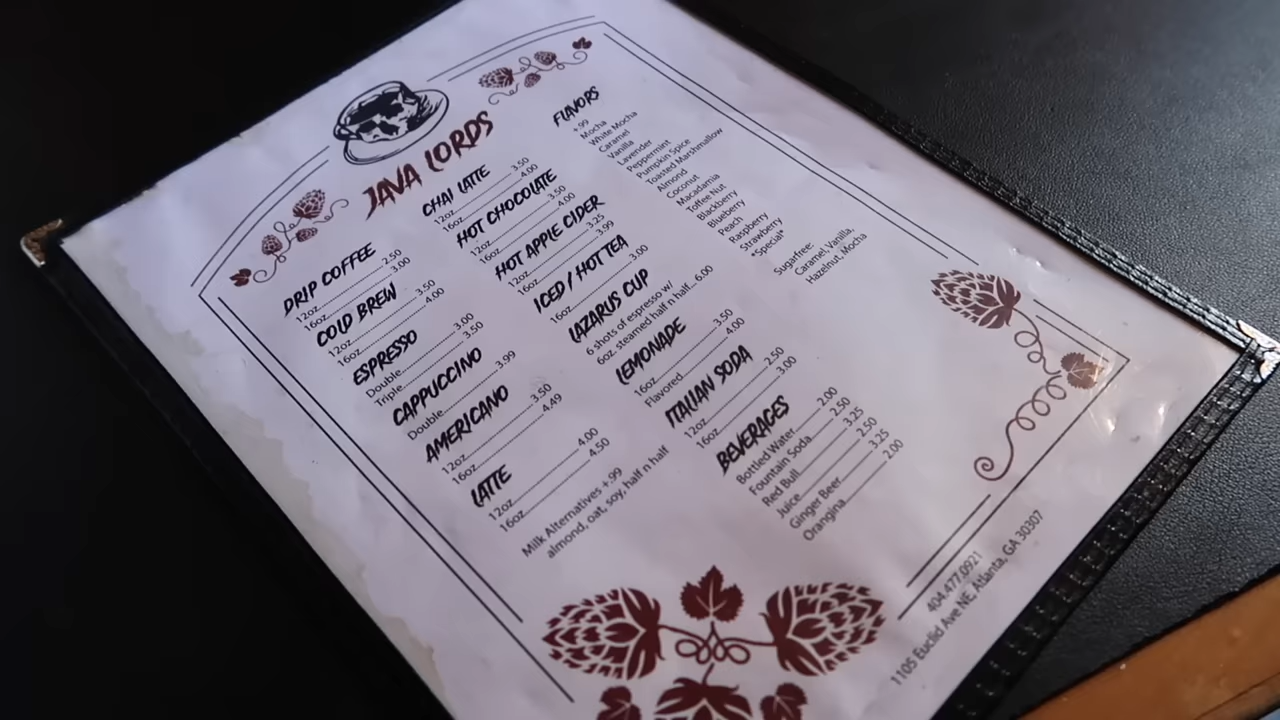 JAVA LORDS
DRIP COFFEE
12oz 2.50
16oz 3.00
COLD BREW
12oz 3.50
16oz 4.00
ESPRESSO
Double 3.00
Triple 3.50
CAPPUCCINO
Double 3.99
AMERICANO
12oz 3.50
16oz 4.49
LATTE
12oz 4.00
16oz 4.50
Milk Alternatives +.99
almond, oat, soy, half n half
CHAI LATTE
12oz 3.50
16oz 4.00
HOT CHOCOLATE
12oz 3.50
16oz 4.00
HOT APPLE CIDER
12oz 3.25
16oz 3.99
ICED / HOT TEA
16oz 3.00
LAZARUS CUP
6 shots of espresso w/
6oz. steamed half n half... 6.00
LEMONADE
16oz 3.50
Flavored 4.00
ITALIAN SODA
12oz 2.50
16oz 3.00
BEVERAGES
Bottled Water 2.00
Fountain Soda 2.50
Red Bull 3.25
Juice 2.50
Ginger Beer 3.25
Orangina 2.00
FLAVORS
+.99
Mocha
White Mocha
Caramel
Vanilla
Lavender
Peppermint
Pumpkin Spice
Toasted Marshmallow
Almond
Coconut
Macadamia
Toffee Nut
Blackberry
Blueberry
Peach
Raspberry
Strawberry
*Special*
Sugarfree:
Caramel, Vanilla,
Hazelnut, Mocha
404.477.0921
1105 Euclid Ave NE, Atlanta, GA 30307